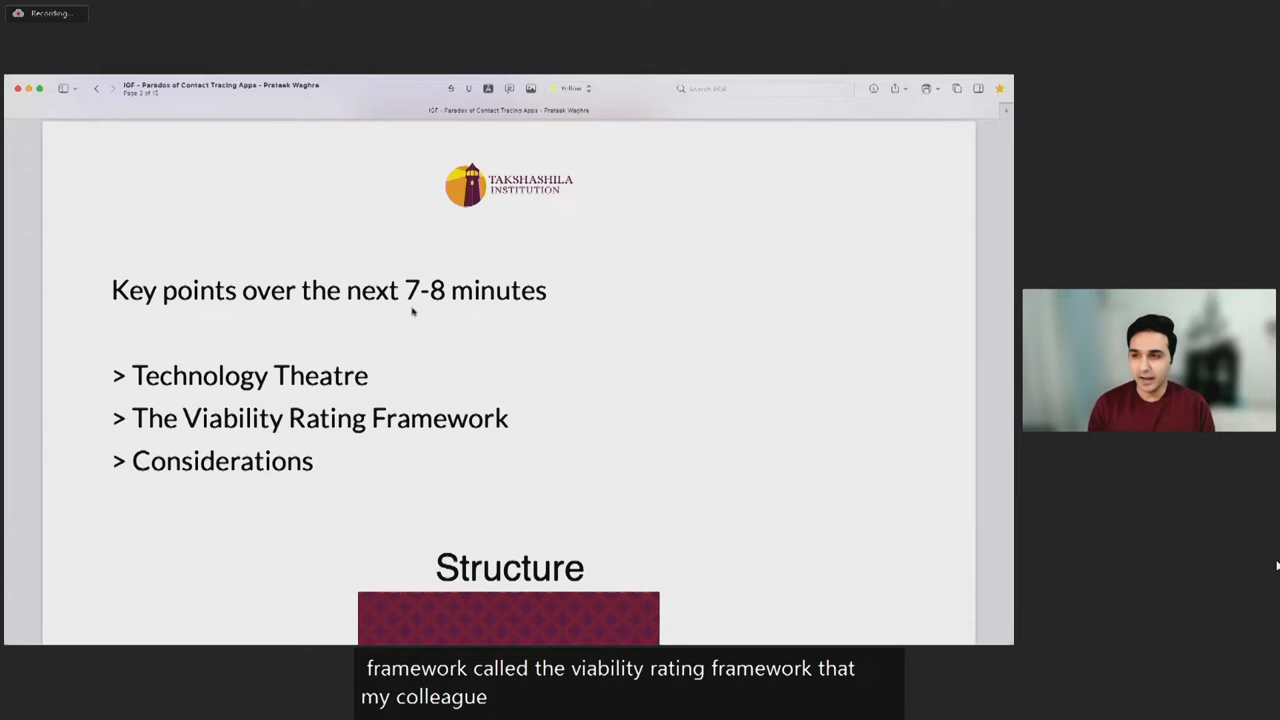 Recording...
IGF - Paradox of Contact Tracing Apps - Prateek Waghre
Page 3 of 15
Yellow
Search PDF
IGF - Paradox of Contact Tracing Apps - Prateek Waghre
TAKSHASHILA
INSTITUTION
Key points over the next 7-8 minutes
> Technology Theatre
> The Viability Rating Framework
> Considerations
Structure
framework called the viability rating framework that
my colleague